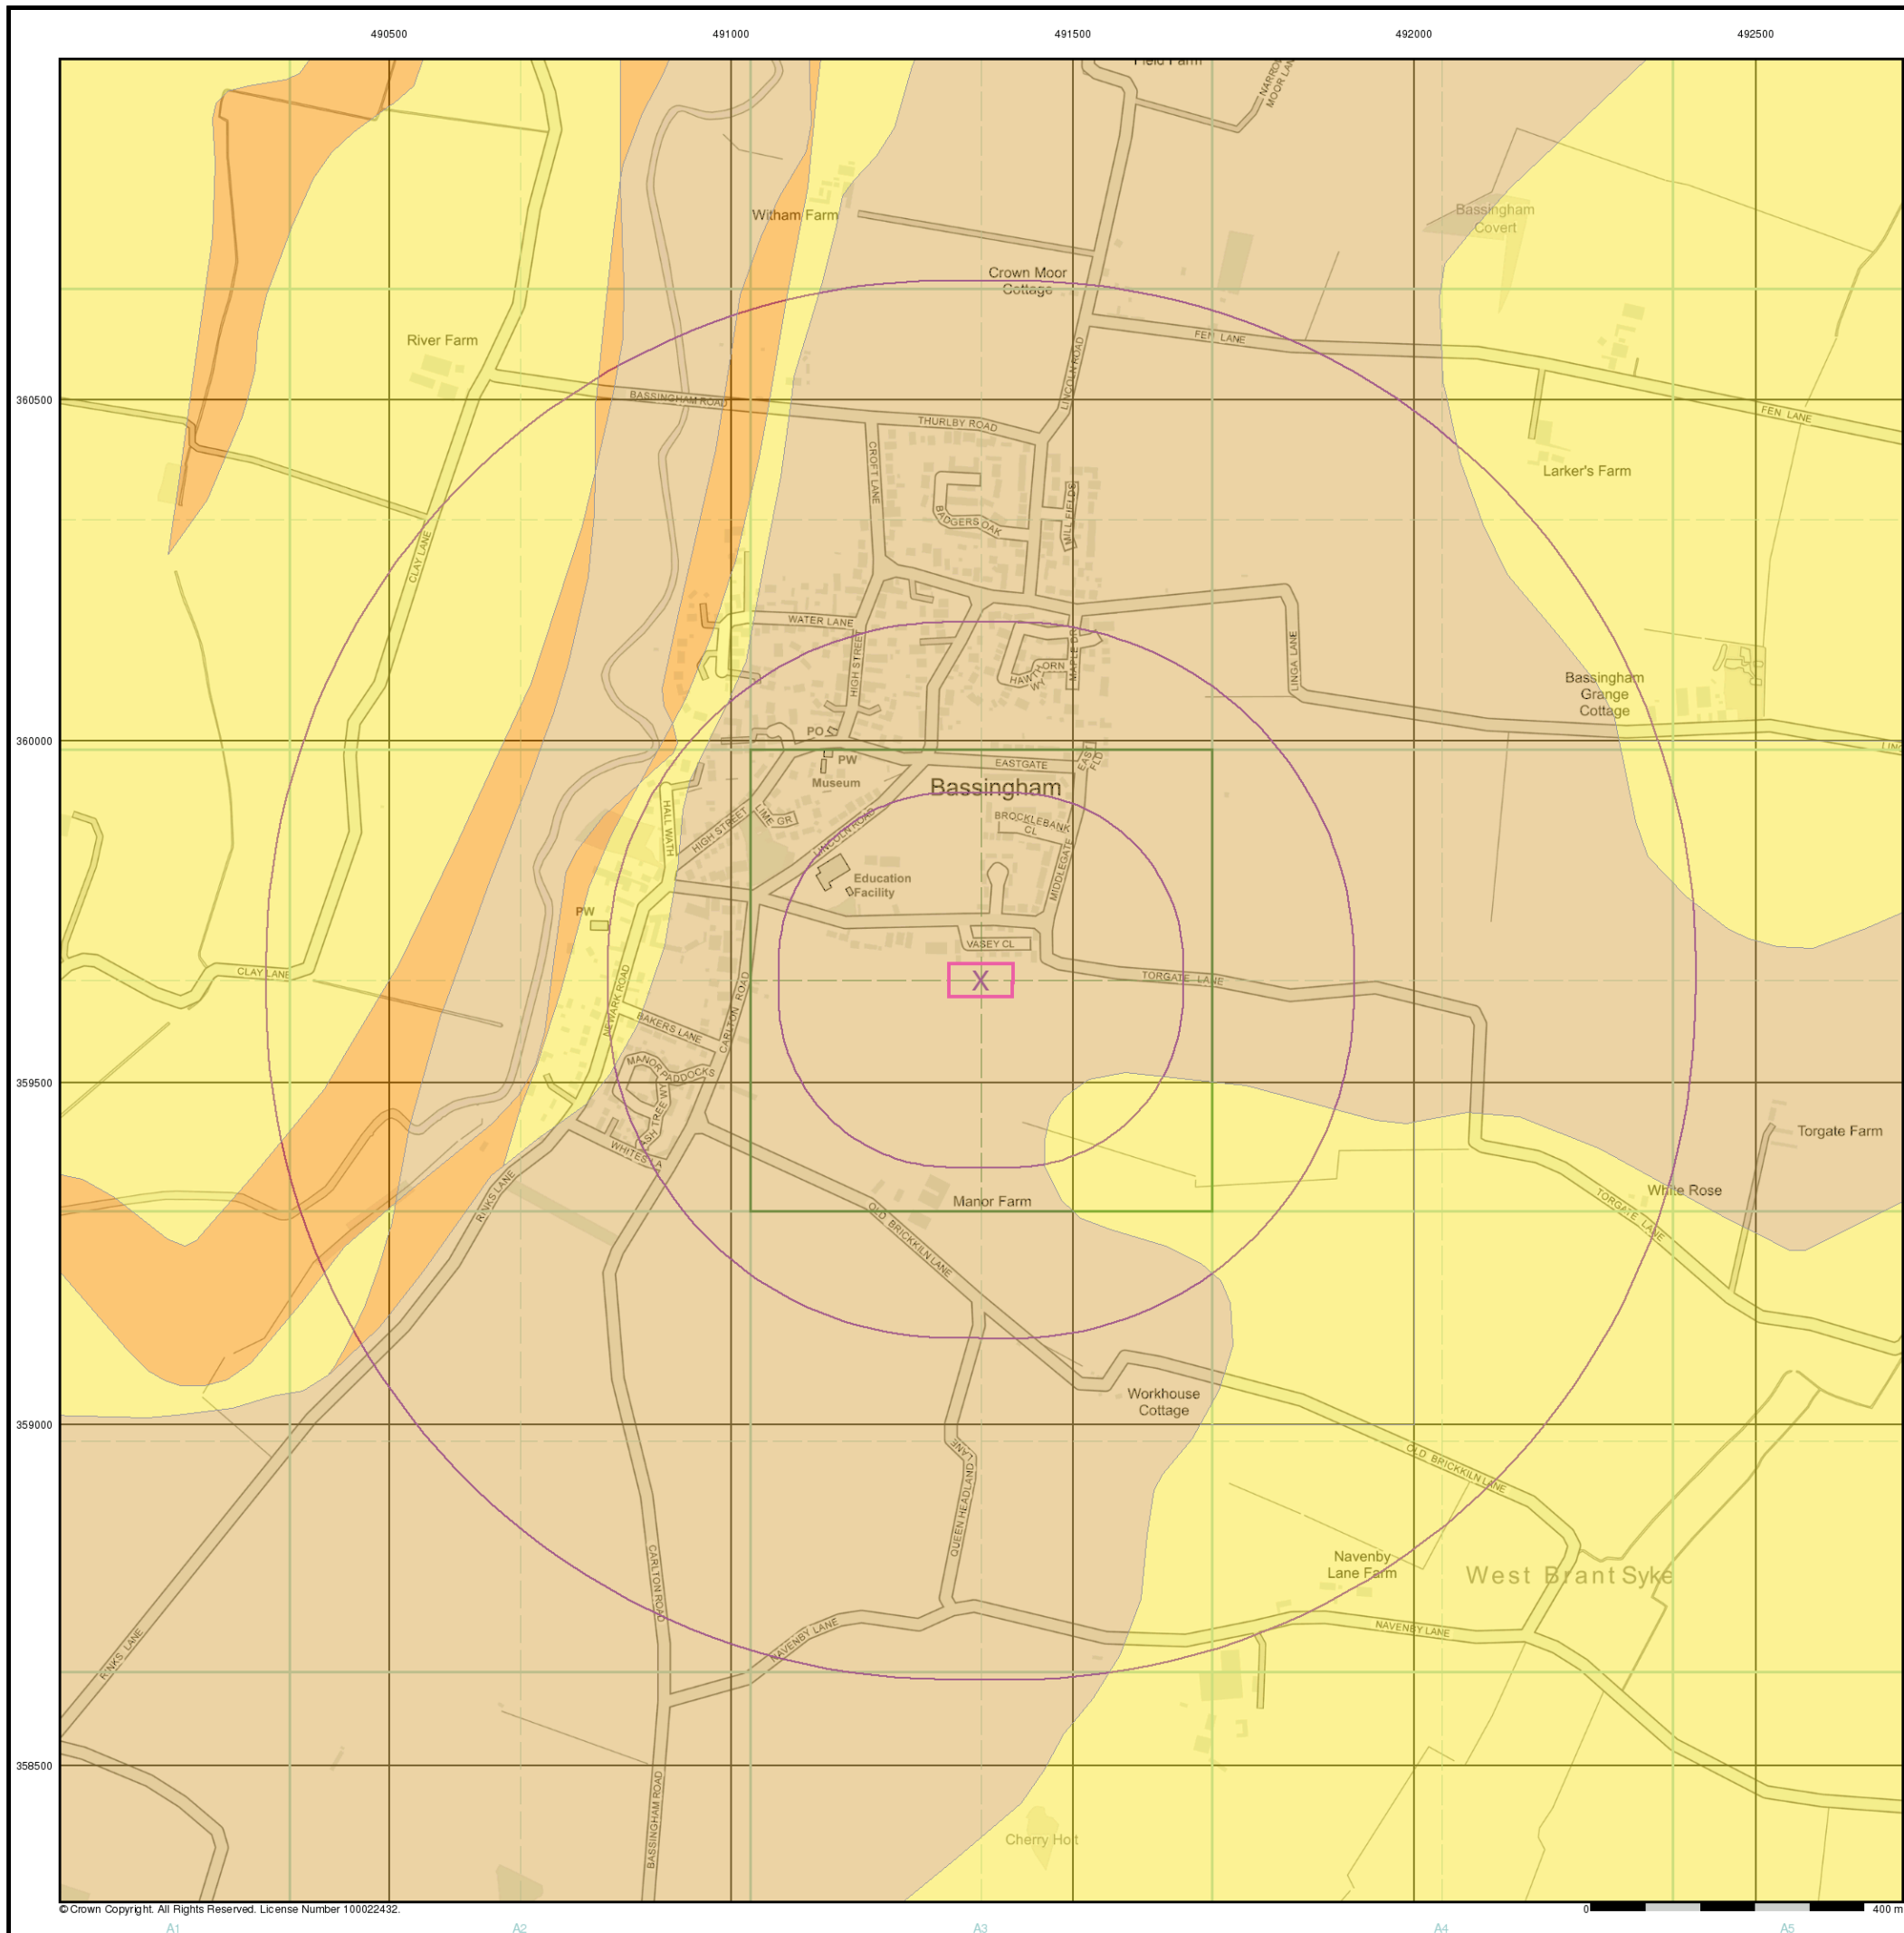 490500
491000
491500
492000
492500
Field Farm
NARROW
MOOR LANE
Witham Farm
Bassingham
Covert
Crown Moor
Cottage
River Farm
FEN LANE
LINCOLN ROAD
360500
BASSINGHAM ROAD
THURLBY ROAD
FEN LANE
CROFT LANE
Larker's Farm
BADGERS OAK
MILL FIELDS
CLAY LANE
WATER LANE
HIGH STREET
MAPLE DR
HAWTHORN
WY
LINGA LANE
Bassingham
Grange
Cottage
360000
PO
PW
Museum
EASTGATE
EAST
FLD
LING
Bassingham
HALL WATH
HIGH STREET
LIME GR
LINCOLN ROAD
BROCKLEBANK
CL
MIDDLEGATE
Education
Facility
PW
VASEY CL
CLAY LANE
X
TORGATE LANE
NEWARK ROAD
BAKERS LANE
CARLTON ROAD
359500
MANOR PADDOCKS
ASH TREE WY
WHITES LA
Torgate Farm
RINKS LANE
Manor Farm
OLD BRICKKILN LANE
White Rose
TORGATE LANE
Workhouse
Cottage
359000
QUEEN HEADLAND LANE
OLD BRICKKILN LANE
CARLTON ROAD
Navenby
Lane Farm
West Brant Syke
RINKS LANE
NAVENBY LANE
NAVENBY LANE
358500
BASSINGHAM ROAD
Cherry Holt
© Crown Copyright. All Rights Reserved. License Number 100022432.
0
400 m
A1
A2
A3
A4
A5